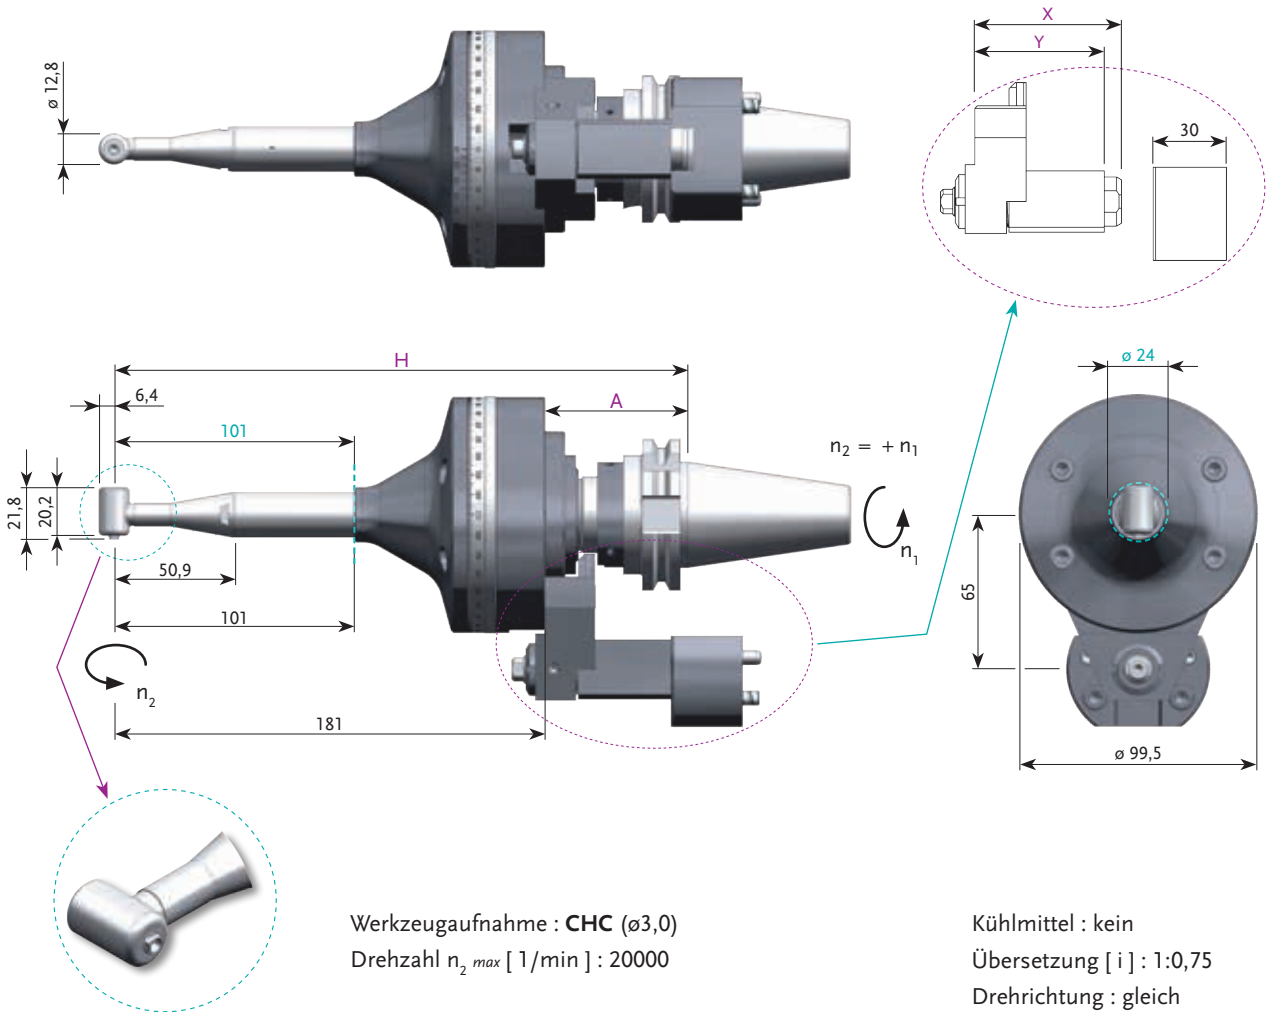 ø 12,8
X
Y
30
H
A
6,4
101
21,8
20,2
50,9
101
n2
181
n2 = + n1
n1
ø 24
65
ø 99,5
Werkzeugaufnahme : CHC (ø3,0)
Drehzahl n2 max [ 1/min ] : 20000
Kühlmittel : kein
Übersetzung [ i ] : 1:0,75
Drehrichtung : gleich